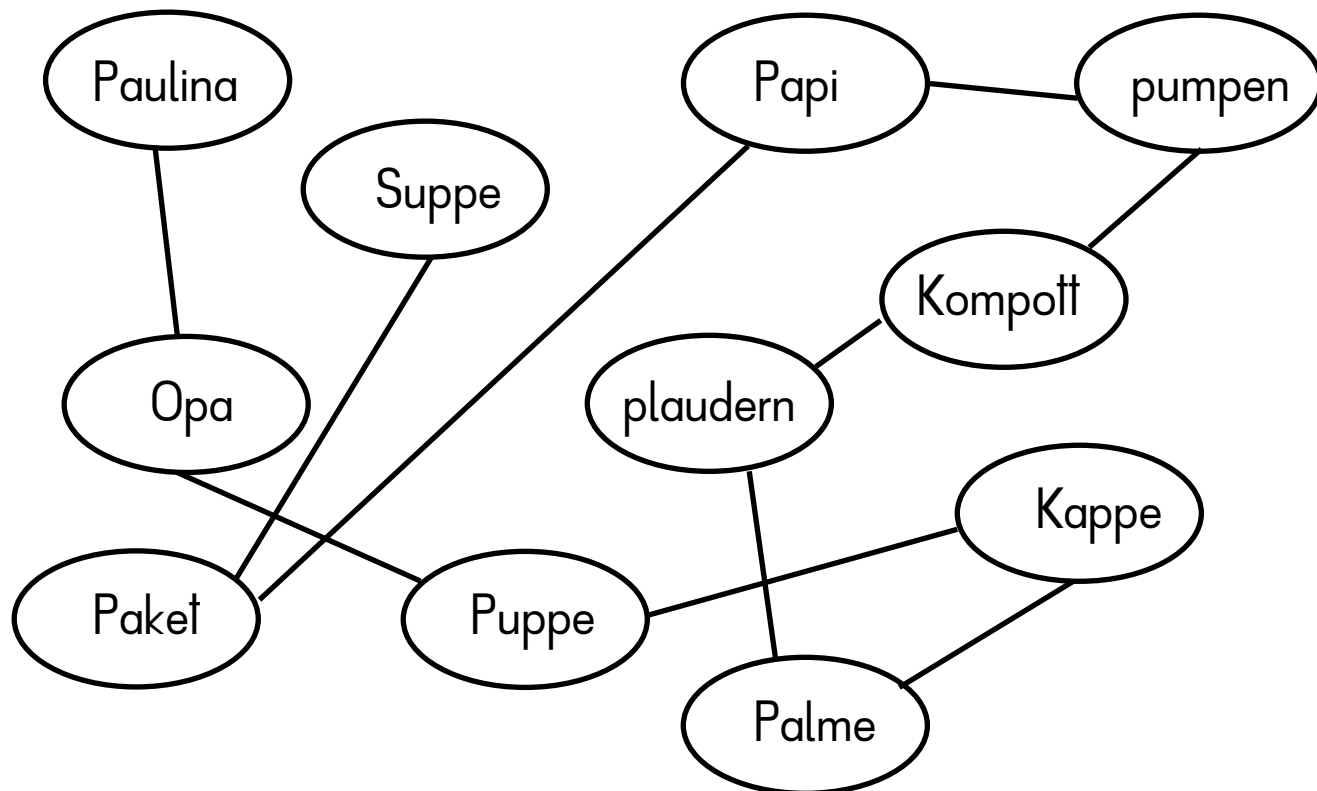 Paulina
Papi
pumpen
Suppe
Kompott
Opa
plaudern
Kappe
Paket
Puppe
Palme